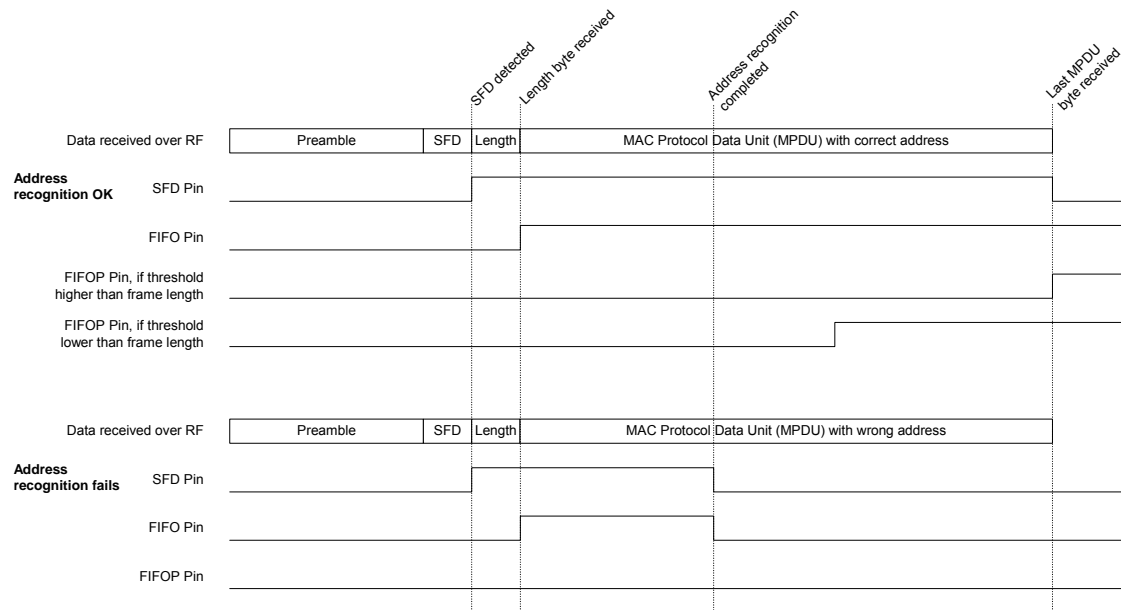 SFD detected
Length byte received
Address recognition
completed
Last MPDU
byte received
Data received over RF
Preamble
SFD
Length
MAC Protocol Data Unit (MPDU) with correct address
Address
recognition OK
SFD Pin
FIFO Pin
FIFOP Pin, if threshold
higher than frame length
FIFOP Pin, if threshold
lower than frame length
Data received over RF
Preamble
SFD
Length
MAC Protocol Data Unit (MPDU) with wrong address
Address
recognition fails
SFD Pin
FIFO Pin
FIFOP Pin